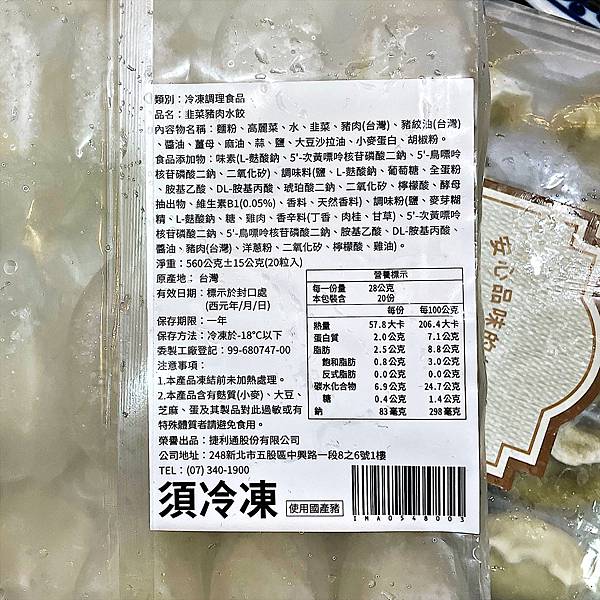 類別：冷凍調理食品
品名：韭菜豬肉水餃
內容物名稱：麵粉、高麗菜、水、韭菜、豬肉(台灣)、豬紋油(台灣)
、醬油、薑母、麻油、蒜、鹽、大豆沙拉油、小麥蛋白、胡椒粉。
食品添加物：味素(L-麩酸鈉、5'-次黃嘌呤核苷磷酸二鈉、5'-鳥嘌呤
核苷磷酸二鈉、二氧化矽)、調味料(鹽、L-麩酸鈉、葡萄糖、全蛋粉
、胺基乙酸、DL-胺基丙酸、琥珀酸二鈉、二氧化矽、檸檬酸、酵母
抽出物、維生素B1(0.05%)、香料、天然香料)、調味粉(鹽、麥芽糊
精、L-麩酸鈉、糖、雞肉、香辛料(丁香、肉桂、甘草)、5'-次黃嘌呤
核苷磷酸二鈉、5'-鳥嘌呤核苷磷酸二鈉、胺基乙酸、DL-胺基丙酸、
醬油、豬肉(台灣)、洋蔥粉、二氧化矽、檸檬酸、雞油)。
淨重：560公克±15公克(20粒入)
原產地： 台灣
有效日期：標示於封口處
(西元年/月/日)
保存期限：一年
保存方法：冷凍於-18°C以下
委製工廠登記：99-680747-00
注意事項：
1.本產品凍結前未加熱處理。
2.本產品含有麩質(小麥)、大豆、
芝麻、蛋及其製品對此過敏或有
特殊體質者請避免食用。
營養標示
每一份量 28公克
本包裝含 20份
每份 每100公克
熱量 57.8大卡 206.4大卡
蛋白質 2.0公克 7.1公克
脂肪 2.5公克 8.8公克
飽和脂肪 0.8公克 3.0公克
反式脂肪 0.0公克 0.0公克
碳水化合物 6.9公克 24.7公克
糖 0.4公克 1.4公克
鈉 83毫克 298毫克
榮譽出品：捷利通股份有限公司
公司地址：248新北市五股區中興路一段8之6號1樓
TEL：(07) 340-1900
須冷凍
使用國產豬
IMA0548003
安心品味的